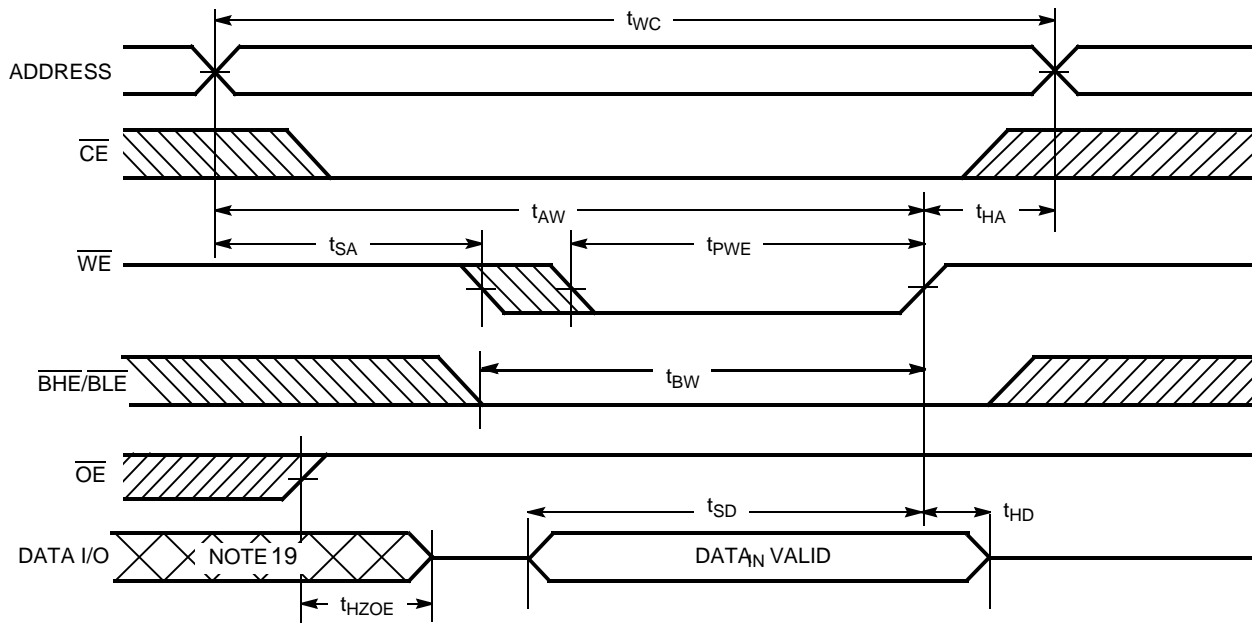 tWC
ADDRESS
CE
tAW
tHA
tSA
tPWE
WE
BHE/BLE
tBW
OE
tSD
tHD
DATA I/O
NOTE 19
DATAIN VALID
tHZOE